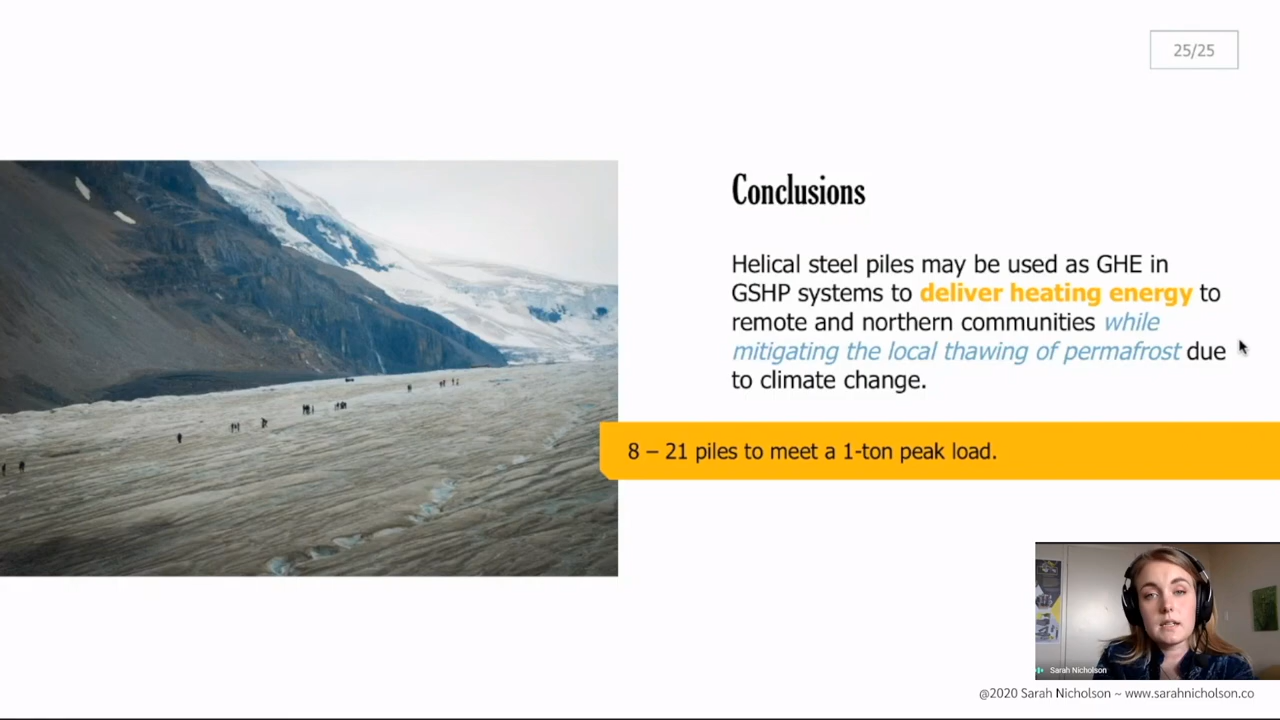 25/25
Conclusions
Helical steel piles may be used as GHE in
GSHP systems to deliver heating energy to
remote and northern communities while
mitigating the local thawing of permafrost due
to climate change.
8 – 21 piles to meet a 1-ton peak load.
Sarah Nicholson
@2020 Sarah Nicholson ~ www.sarahnicholson.co